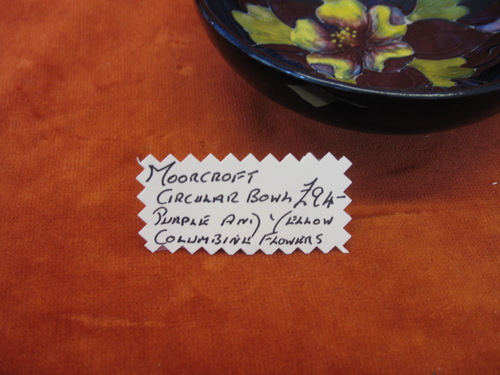 MOORCROFT
CIRCULAR BOWL £94-
PURPLE AND YELLOW
COLUMBINE FLOWERS